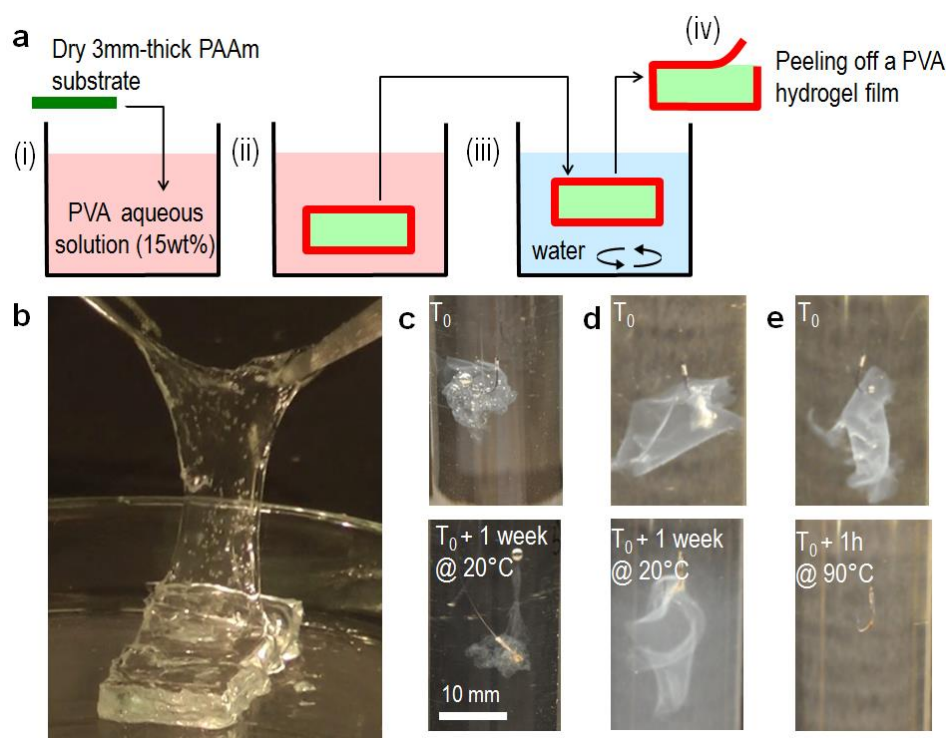 a
Dry 3mm-thick PAAm
substrate
(i)
PVA aqueous
solution (15wt%)
(ii)
(iii)
water
(iv)
Peeling off a PVA
hydrogel film
b
c
T0
T0 + 1 week
@ 20°C
10 mm
d
T0
T0 + 1 week
@ 20°C
e
T0
T0 + 1h
@ 90°C